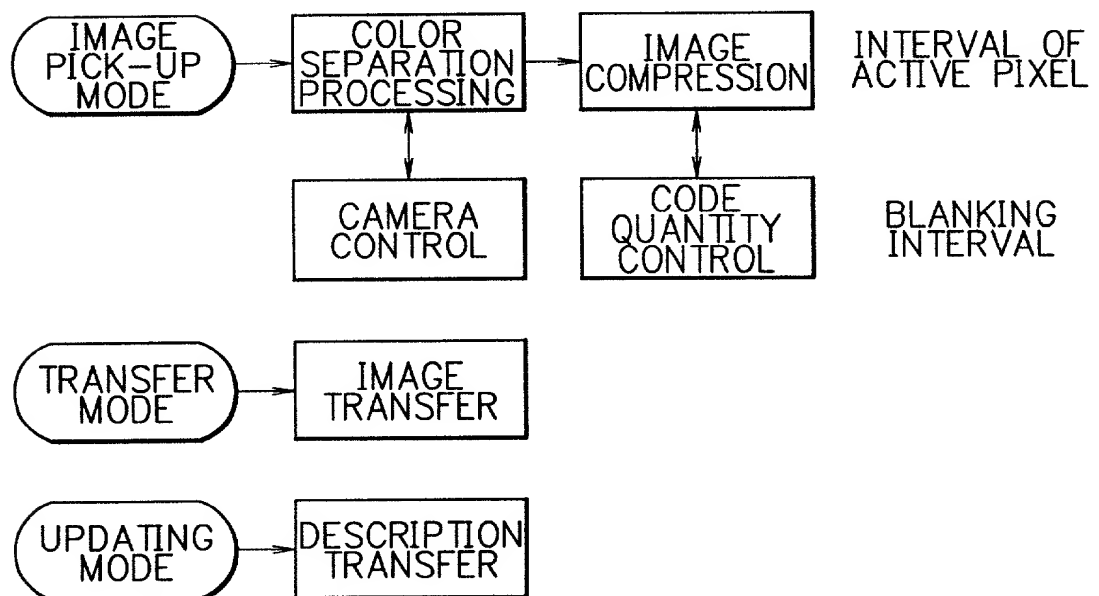 IMAGE
PICK-UP
MODE
COLOR
SEPARATION
PROCESSING
IMAGE
COMPRESSION
INTERVAL OF
ACTIVE PIXEL
CAMERA
CONTROL
CODE
QUANTITY
CONTROL
BLANKING
INTERVAL
TRANSFER
MODE
IMAGE
TRANSFER
UPDATING
MODE
DESCRIPTION
TRANSFER